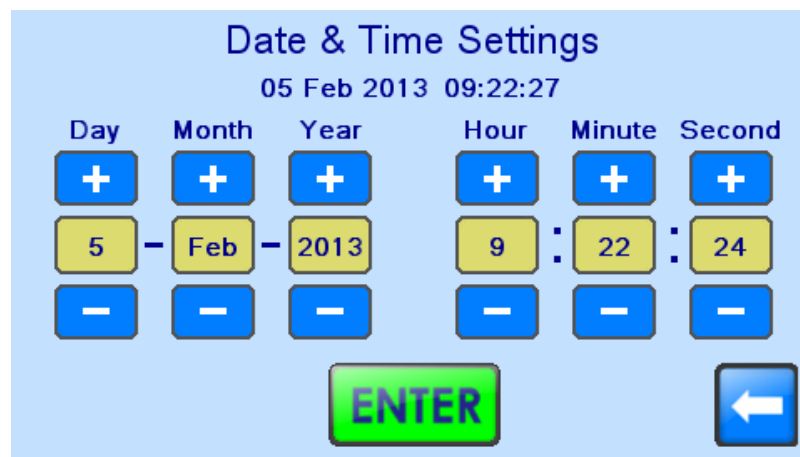 Date & Time Settings
05 Feb 2013 09:22:27
Day Month Year Hour Minute Second
+ + + + + +
5 - Feb - 2013 9 : 22 : 24
- - - - - -
ENTER